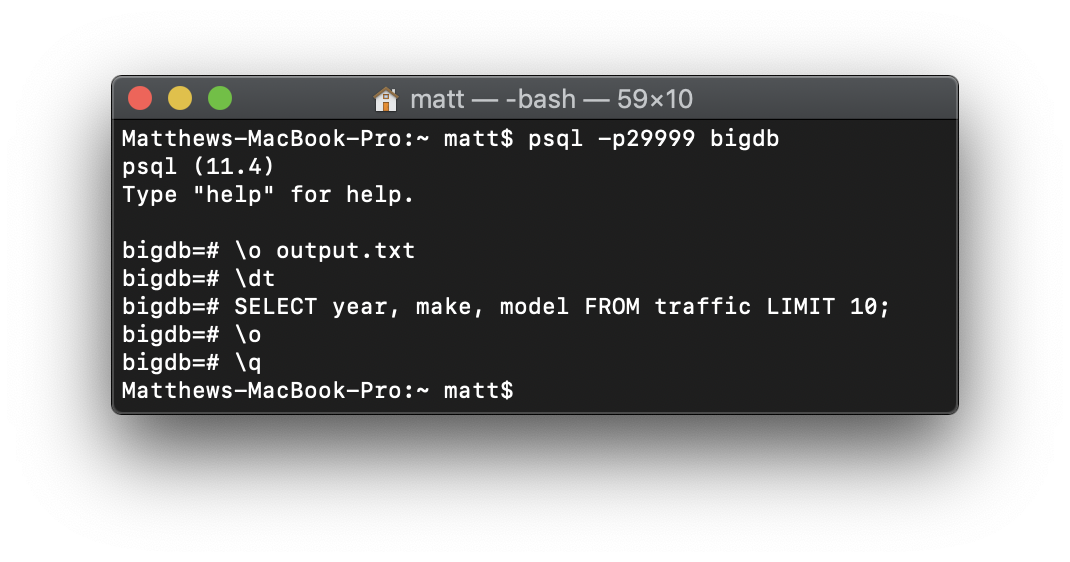 matt — -bash — 59×10
Matthews-MacBook-Pro:~ matt$ psql -p29999 bigdb
psql (11.4)
Type "help" for help.
bigdb=# \o output.txt
bigdb=# \dt
bigdb=# SELECT year, make, model FROM traffic LIMIT 10;
bigdb=# \o
bigdb=# \q
Matthews-MacBook-Pro:~ matt$